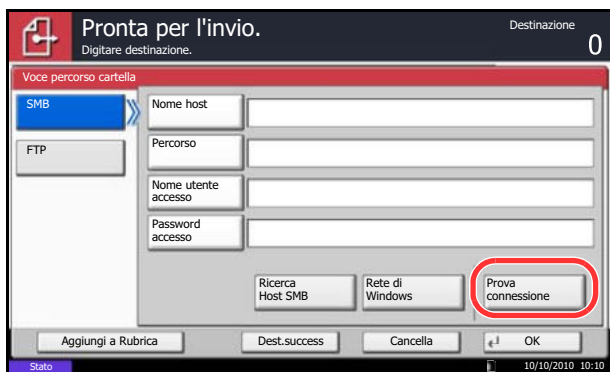 Pronta per l'invio.
Digitare destinazione.
Destinazione
0
Voce percorso cartella
SMB
Nome host
FTP
Percorso
Nome utente
accesso
Password
accesso
Ricerca
Host SMB
Rete di
Windows
Prova
connessione
Aggiungi a Rubrica
Dest.success
Cancella
OK
Stato
10/10/2010 10:10